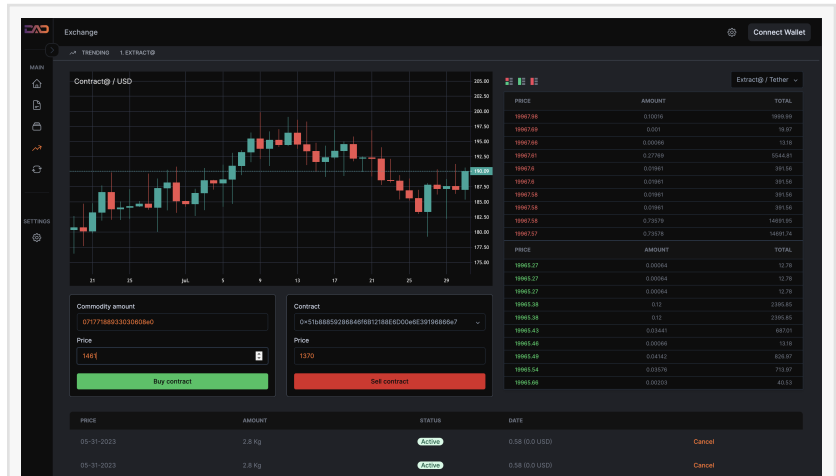 DAO
Exchange
Connect Wallet
TRENDING 1. EXTRACT@
MAIN
SETTINGS
Contract@ / USD
205.00
202.50
200.00
197.50
195.00
192.50
190.09
187.50
185.00
182.50
180.00
177.50
175.00
21 25 Jul. 5 9 13 17 21 25 29
Extract@ / Tether
PRICE AMOUNT TOTAL
19967.98 0.10016 1999.99
19967.69 0.001 19.97
19967.66 0.00066 13.18
19967.61 0.27769 5544.81
19967.6 0.01961 391.56
19967.6 0.01961 391.56
19967.58 0.01961 391.56
19967.58 0.01961 391.56
19967.58 0.73579 14691.95
19967.57 0.73578 14691.74
PRICE AMOUNT TOTAL
19965.27 0.00064 12.78
19965.27 0.00064 12.78
19965.27 0.00064 12.78
19965.38 0.12 2395.85
19965.38 0.12 2395.85
19965.43 0.03441 687.01
19965.46 0.00066 13.18
19965.49 0.04142 826.97
19965.54 0.03576 713.97
19965.66 0.00203 40.53
Commodity amount
07177188933030608e0
Price
1461
Buy contract
Contract
Price
1370
Sell contract
PRICE AMOUNT STATUS DATE
05-31-2023 2.8 Kg Active 0.58 (0.0 USD) Cancel
05-31-2023 2.8 Kg Active 0.58 (0.0 USD) Cancel